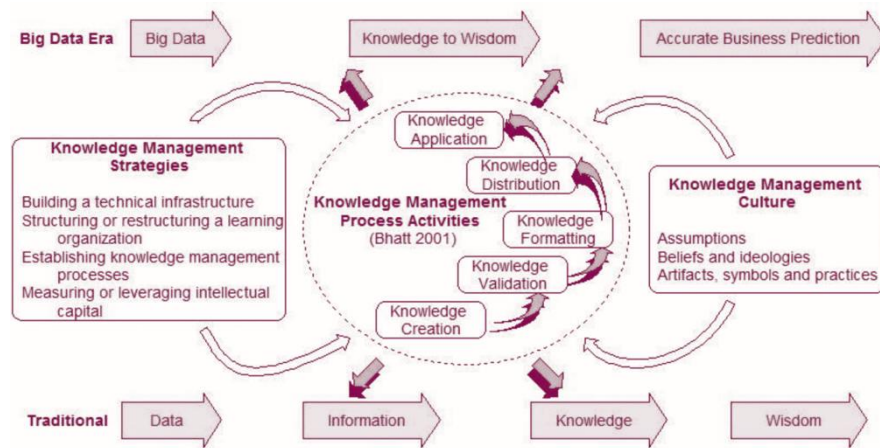 Big Data Era
Big Data
Knowledge to Wisdom
Accurate Business Prediction
Knowledge Management
Strategies
Building a technical infrastructure
Structuring or restructuring a learning
organization
Establishing knowledge management
processes
Measuring or leveraging intellectual
capital
Knowledge Management
Process Activities
(Bhatt 2001)
Knowledge
Application
Knowledge
Distribution
Knowledge
Formatting
Knowledge
Validation
Knowledge
Creation
Knowledge Management
Culture
Assumptions
Beliefs and ideologies
Artifacts, symbols and practices
Traditional
Data
Information
Knowledge
Wisdom